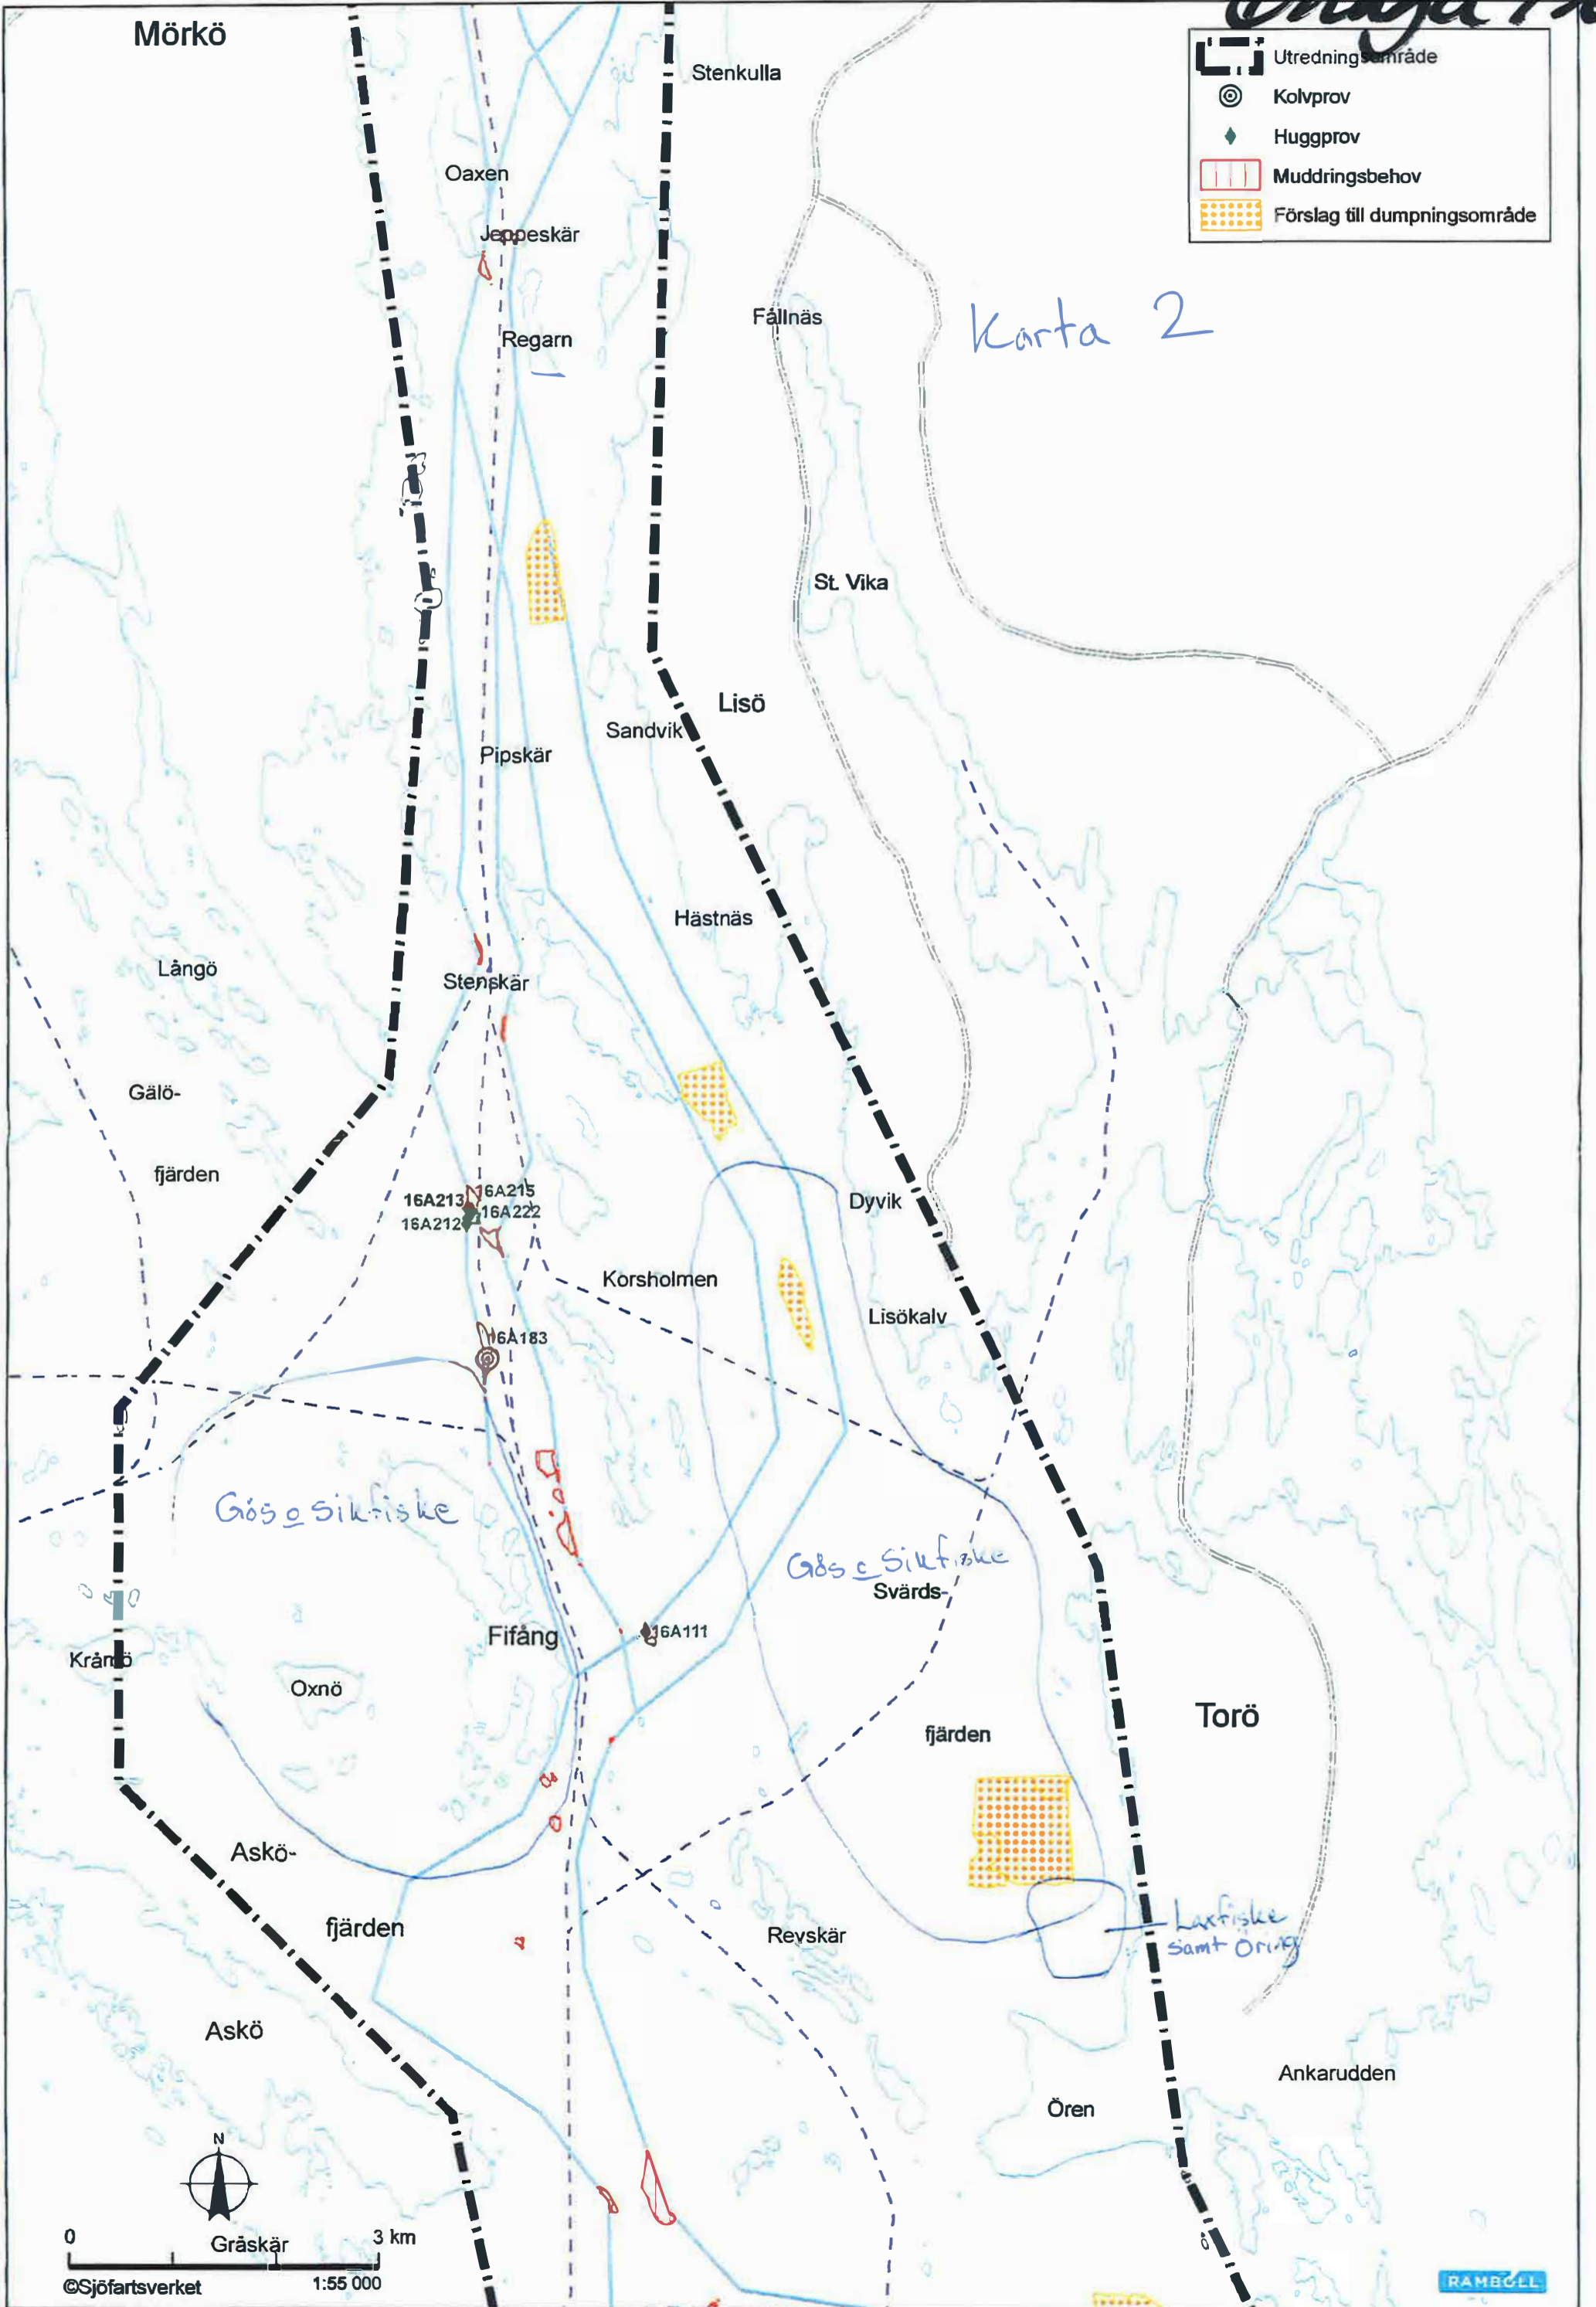 Mörkö
Utredningsområde
Kolvprov
Huggprov
Muddringsbehov
Förslag till dumpningsområde
Stenkulla
Oaxen
Jeppeskär
Fållnäs
Karta 2
Regarn
St. Vika
Lisö
Sandvik
Pipskär
Hästnäs
Långö
Stenskär
Gälö-
fjärden
16A215
16A213
16A222
16A212
Dyvik
Korsholmen
Lisökalv
16A183
Gös o Sikfiske
Gös o Sikfiske
Svärds-
Fifång
16A111
Kråmö
Oxnö
Torö
fjärden
Askö-
fjärden
Revskär
Laxfiske
samt Öring
Askö
Ankarudden
Ören
N
0
3 km
Gråskär
©Sjöfartsverket
1:55 000
RAMBOLL